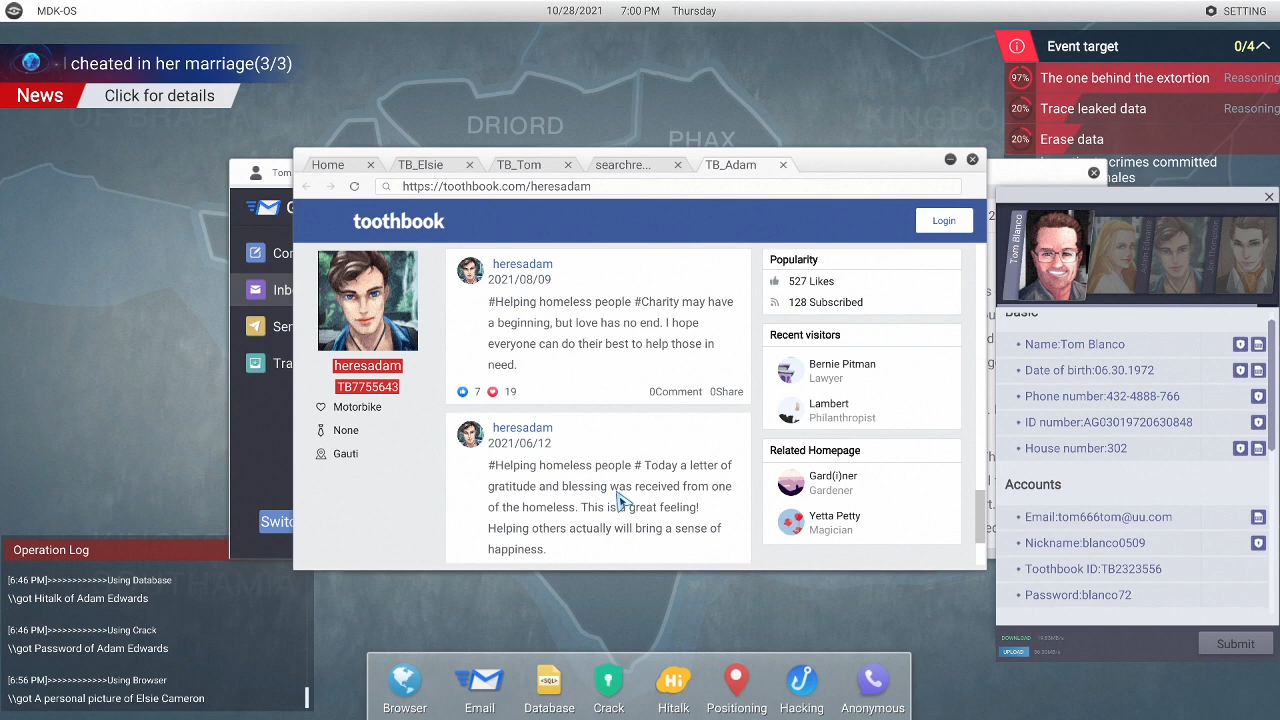 MDK-OS
10/28/2021 7:00 PM Thursday
SETTING
cheated in her marriage(3/3)
News
Click for details
Event target
0/4
97%
The one behind the extortion
Reasoning
20%
Trace leaked data
Reasoning
20%
Erase data
crimes committed
DRIORD
PHAX
Home
TB_Elsie
TB_Tom
searchre...
TB_Adam
https://toothbook.com/heresadam
toothbook
Login
Tom
heresadam
TB7755643
Motorbike
None
Gauti
heresadam
2021/08/09
#Helping homeless people #Charity may have
a beginning, but love has no end. I hope
everyone can do their best to help those in
need.
7
19
0Comment 0Share
heresadam
2021/06/12
#Helping homeless people # Today a letter of
gratitude and blessing was received from one
of the homeless. This is a great feeling!
Helping others actually will bring a sense of
happiness.
Popularity
527 Likes
128 Subscribed
Recent visitors
Bernie Pitman
Lawyer
Lambert
Philanthropist
Related Homepage
Gard(i)ner
Gardener
Yetta Petty
Magician
Tom Blanco
Basic
• Name:Tom Blanco
• Date of birth:06.30.1972
• Phone number:432-4888-766
• ID number:AG03019720630848
• House number:302
Accounts
• Email:tom666tom@uu.com
• Nickname:blanco0509
• Toothbook ID:TB2323556
• Password:blanco72
DOWNLOAD
UPLOAD
Submit
Operation Log
[6:46 PM]>>>>>>>>>>>>Using Database
\\got Hitalk of Adam Edwards
[6:46 PM]>>>>>>>>>>>>Using Crack
\\got Password of Adam Edwards
[6:56 PM]>>>>>>>>>>>>Using Browser
\\got A personal picture of Elsie Cameron
Browser
Email
Database
Crack
Hitalk
Positioning
Hacking
Anonymous